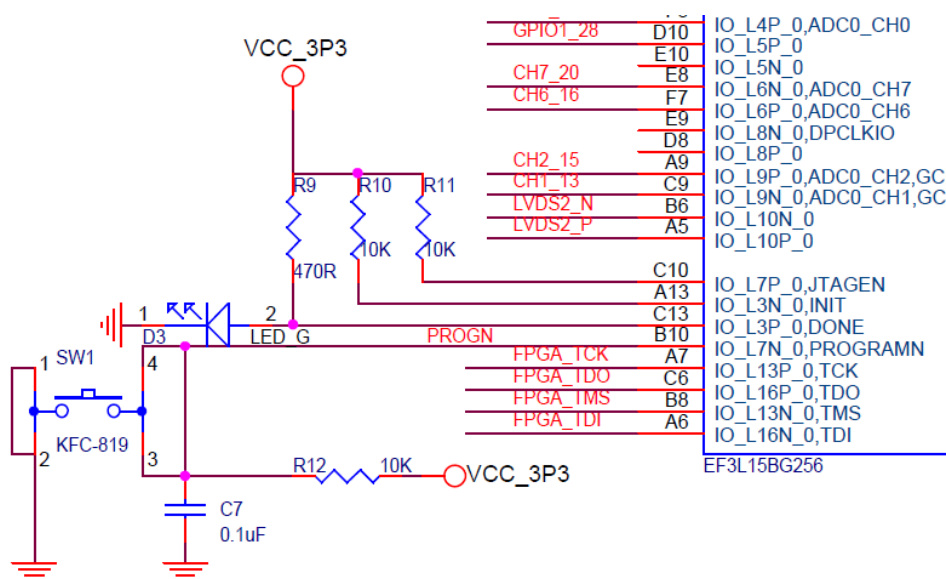 IO_L4P_0,ADC0_CH0
GPIO1_28 D10 IO_L5P_0
E10 IO_L5N_0
CH7_20 E8 IO_L6N_0,ADC0_CH7
CH6_16 F7 IO_L6P_0,ADC0_CH6
E9 IO_L8N_0,DPCLKIO
D8 IO_L8P_0
CH2_15 A9 IO_L9P_0,ADC0_CH2,GC
CH1_13 C9 IO_L9N_0,ADC0_CH1,GC
LVDS2_N B6 IO_L10N_0
LVDS2_P A5 IO_L10P_0
C10 IO_L7P_0,JTAGEN
A13 IO_L3N_0,INIT
C13 IO_L3P_0,DONE
PROGN B10 IO_L7N_0,PROGRAMN
FPGA_TCK A7 IO_L13P_0,TCK
FPGA_TDO C6 IO_L16P_0,TDO
FPGA_TMS B8 IO_L13N_0,TMS
FPGA_TDI A6 IO_L16N_0,TDI
EF3L15BG256
VCC_3P3
R9 R10 R11
10K 10K
470R
1 2
D3 LED_G
SW1
1 4
KFC-819
2 3
R12 10K VCC_3P3
C7
0.1uF